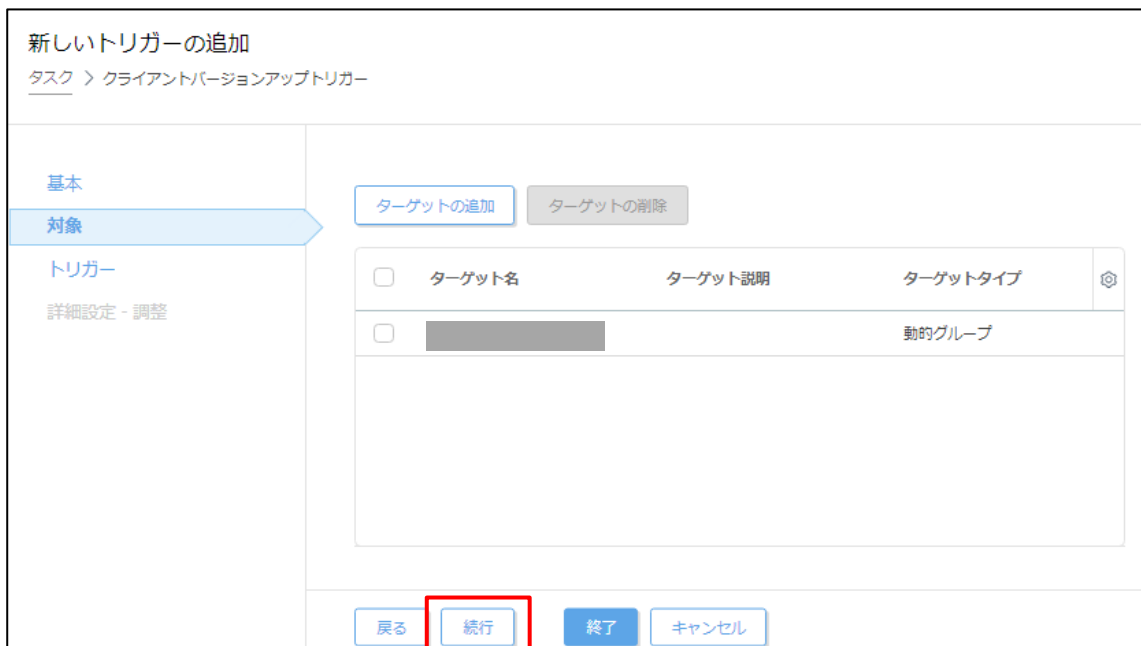 新しいトリガーの追加
タスク > クライアントバージョンアップトリガー
基本
対象
トリガー
詳細設定 - 調整
ターゲットの追加 ターゲットの削除
ターゲット名 ターゲット説明 ターゲットタイプ
動的グループ
戻る 続行 終了 キャンセル